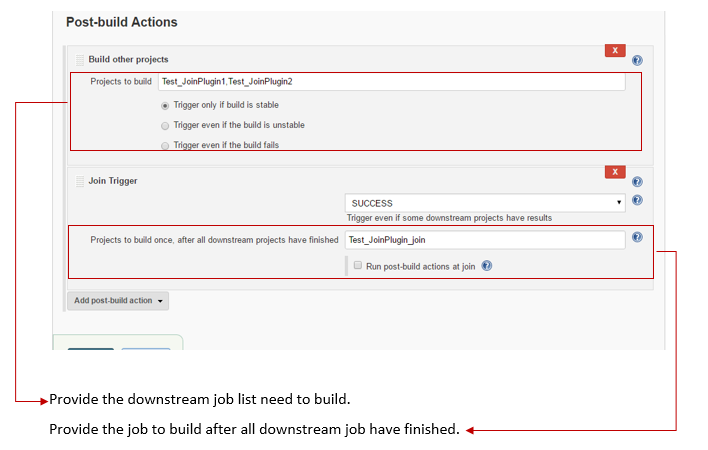 Post-build Actions
X
Build other projects
Projects to build Test_JoinPlugin1,Test_JoinPlugin2
Trigger only if build is stable
Trigger even if the build is unstable
Trigger even if the build fails
X
Join Trigger
SUCCESS
Trigger even if some downstream projects have results
Projects to build once, after all downstream projects have finished Test_JoinPlugin_join
Run post-build actions at join
Add post-build action
Provide the downstream job list need to build.
Provide the job to build after all downstream job have finished.